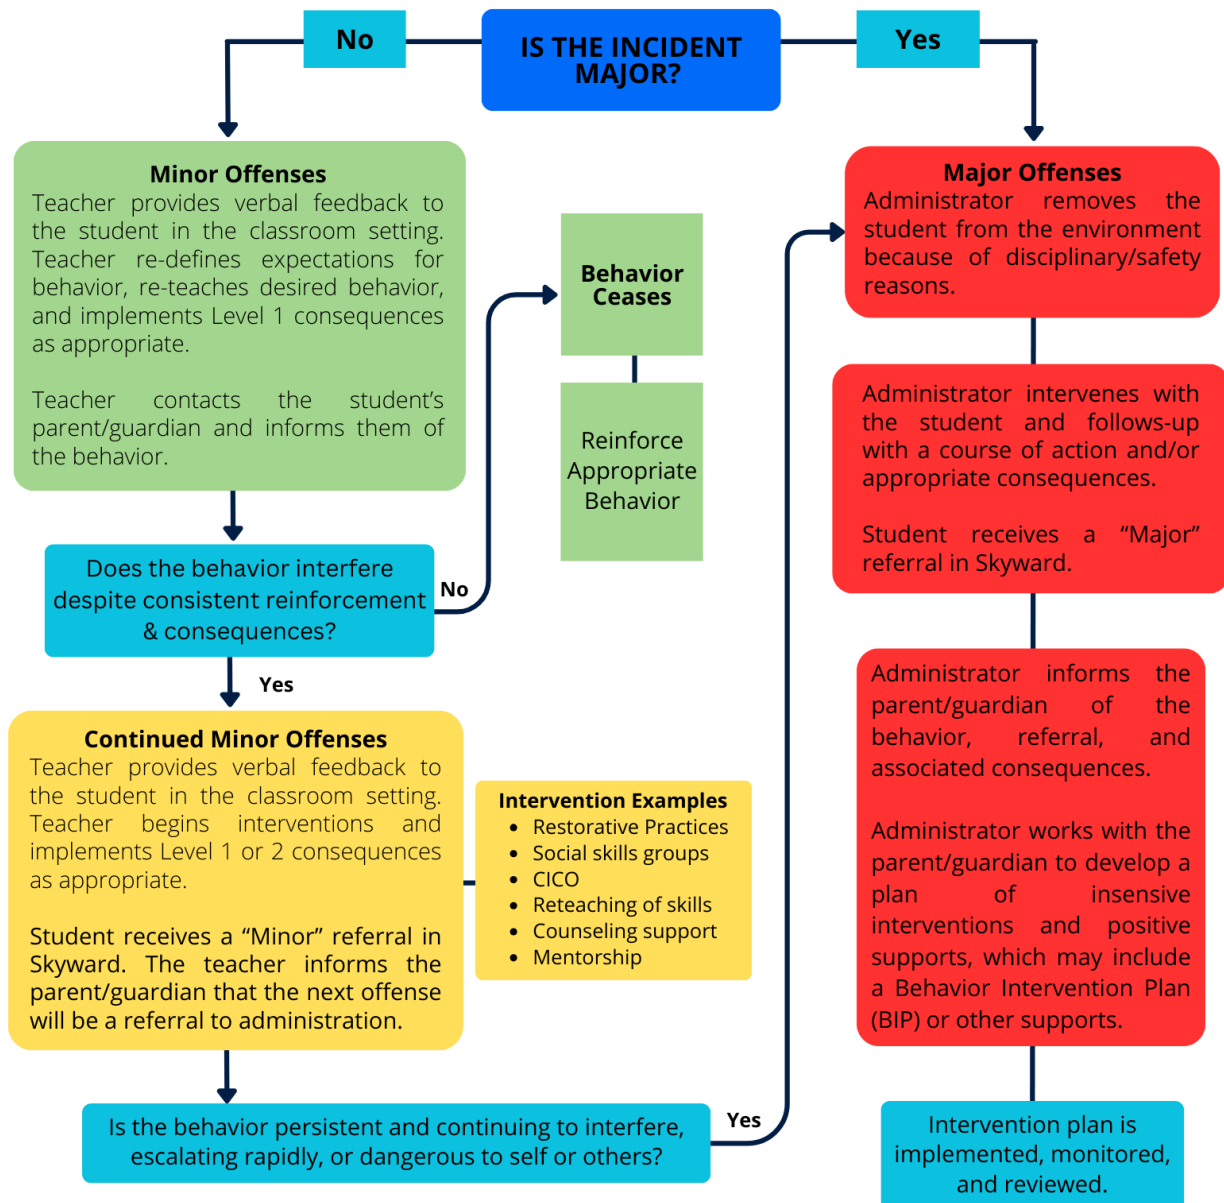 No
IS THE INCIDENT
MAJOR?
Yes
Minor Offenses
Teacher provides verbal feedback to
the student in the classroom setting.
Teacher re-defines expectations for
behavior, re-teaches desired behavior,
and implements Level 1 consequences
as appropriate.
Teacher contacts the student’s
parent/guardian and informs them of
the behavior.
Behavior
Ceases
Reinforce
Appropriate
Behavior
Does the behavior interfere
despite consistent reinforcement
& consequences?
No
Yes
Continued Minor Offenses
Teacher provides verbal feedback to
the student in the classroom setting.
Teacher begins interventions and
implements Level 1 or 2 consequences
as appropriate.
Student receives a “Minor” referral in
Skyward. The teacher informs the
parent/guardian that the next offense
will be a referral to administration.
Intervention Examples
• Restorative Practices
• Social skills groups
• CICO
• Reteaching of skills
• Counseling support
• Mentorship
Is the behavior persistent and continuing to interfere,
escalating rapidly, or dangerous to self or others?
Yes
Major Offenses
Administrator removes the
student from the environment
because of disciplinary/safety
reasons.
Administrator intervenes with
the student and follows-up
with a course of action and/or
appropriate consequences.
Student receives a “Major”
referral in Skyward.
Administrator informs the
parent/guardian of the
behavior, referral, and
associated consequences.
Administrator works with the
parent/guardian to develop a
plan of insensive
interventions and positive
supports, which may include
a Behavior Intervention Plan
(BIP) or other supports.
Intervention plan is
implemented, monitored,
and reviewed.